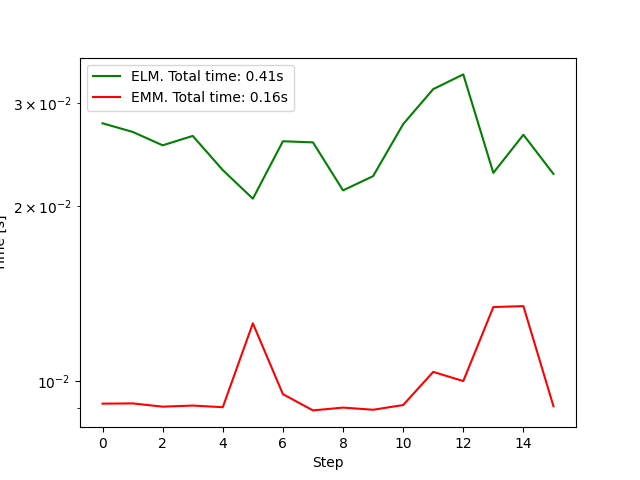 ELM. Total time: 0.41s
EMM. Total time: 0.16s
3 × 10⁻²
2 × 10⁻²
10⁻²
[s]
0 2 4 6 8 10 12 14
Step